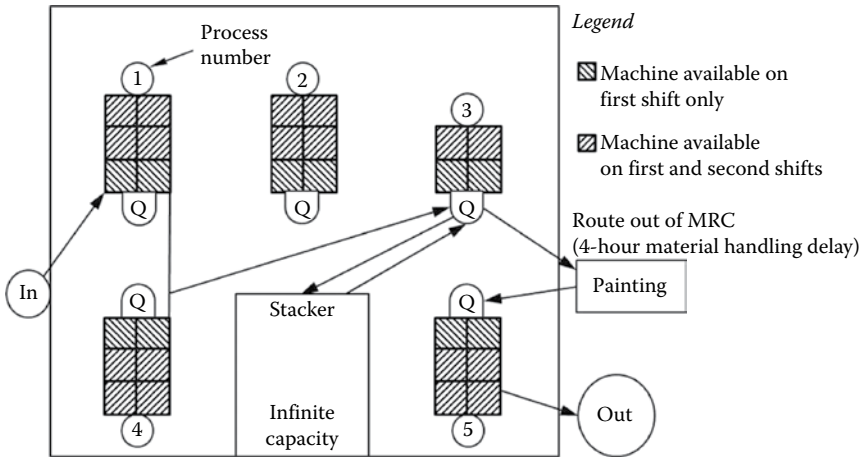 Process
number
1
2
3
Q
Q
Q
In
Q
4
Stacker
Infinite
capacity
Q
5
Legend
Machine available on
first shift only
Machine available
on first and second shifts
Route out of MRC
(4-hour material handling delay)
Painting
Out